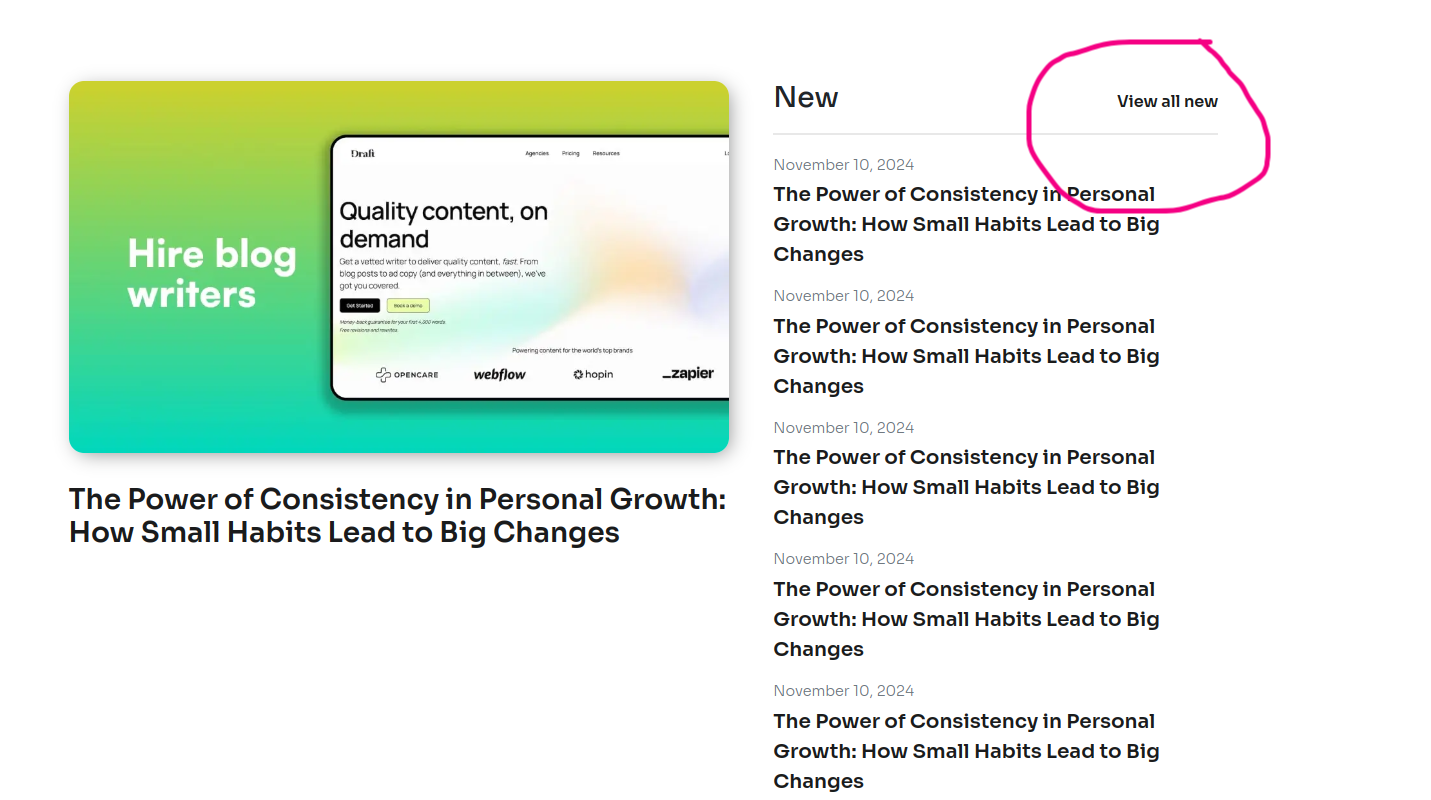 Hire blog
writers
Draft
Agencies Pricing Resources Lo
Quality content, on
demand
Get a vetted writer to deliver quality content, fast. From
blog posts to ad copy (and everything in between), we've
got you covered.
Get Started Book a demo
Money-back guarantee for your first 4,000 words.
Free revisions and rewrites.
Powering content for the world's top brands
OPENCARE webflow hopin _zapier
The Power of Consistency in Personal Growth:
How Small Habits Lead to Big Changes
New View all new
November 10, 2024
The Power of Consistency in Personal
Growth: How Small Habits Lead to Big
Changes
November 10, 2024
The Power of Consistency in Personal
Growth: How Small Habits Lead to Big
Changes
November 10, 2024
The Power of Consistency in Personal
Growth: How Small Habits Lead to Big
Changes
November 10, 2024
The Power of Consistency in Personal
Growth: How Small Habits Lead to Big
Changes
November 10, 2024
The Power of Consistency in Personal
Growth: How Small Habits Lead to Big
Changes